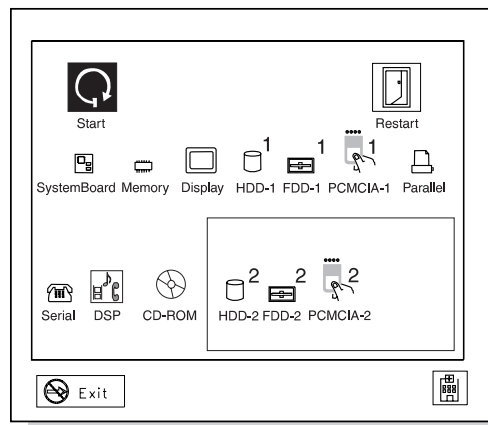 Start Restart
1 1 1
SystemBoard Memory Display HDD-1 FDD-1 PCMCIA-1 Parallel
2 2 2
Serial DSP CD-ROM HDD-2 FDD-2 PCMCIA-2
Exit